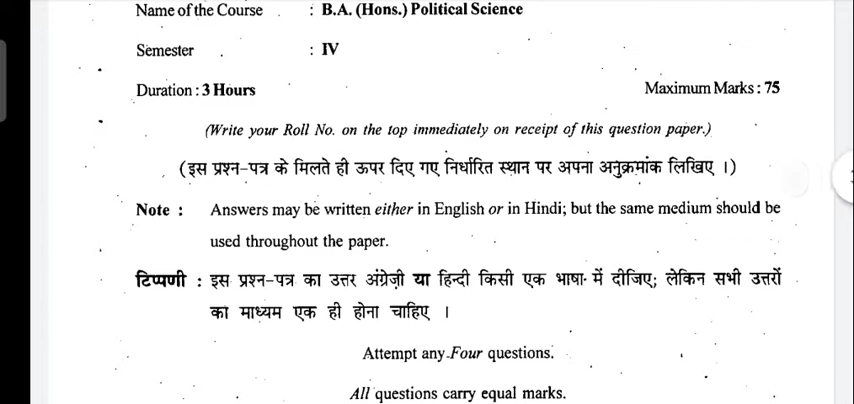 Name of the Course : B.A. (Hons.) Political Science
Semester : IV
Duration : 3 Hours Maximum Marks : 75
(Write your Roll No. on the top immediately on receipt of this question paper.)
(इस प्रश्न-पत्र के मिलते ही ऊपर दिए गए निर्धारित स्थान पर अपना अनुक्रमांक लिखिए ।)
Note : Answers may be written either in English or in Hindi; but the same medium should be
used throughout the paper.
टिप्पणी : इस प्रश्न-पत्र का उत्तर अंग्रेज़ी या हिन्दी किसी एक भाषा में दीजिए; लेकिन सभी उत्तरों
का माध्यम एक ही होना चाहिए ।
Attempt any Four questions.
All questions carry equal marks.